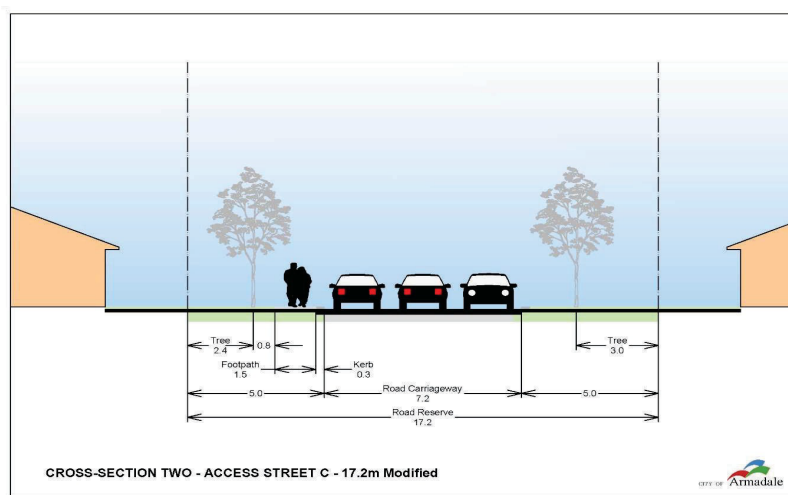 Tree
2.4
0.8
Tree
3.0
Footpath
1.5
Kerb
0.3
5.0
Road Carriageway
7.2
5.0
Road Reserve
17.2
CROSS-SECTION TWO - ACCESS STREET C - 17.2m Modified
CITY OF Armadale